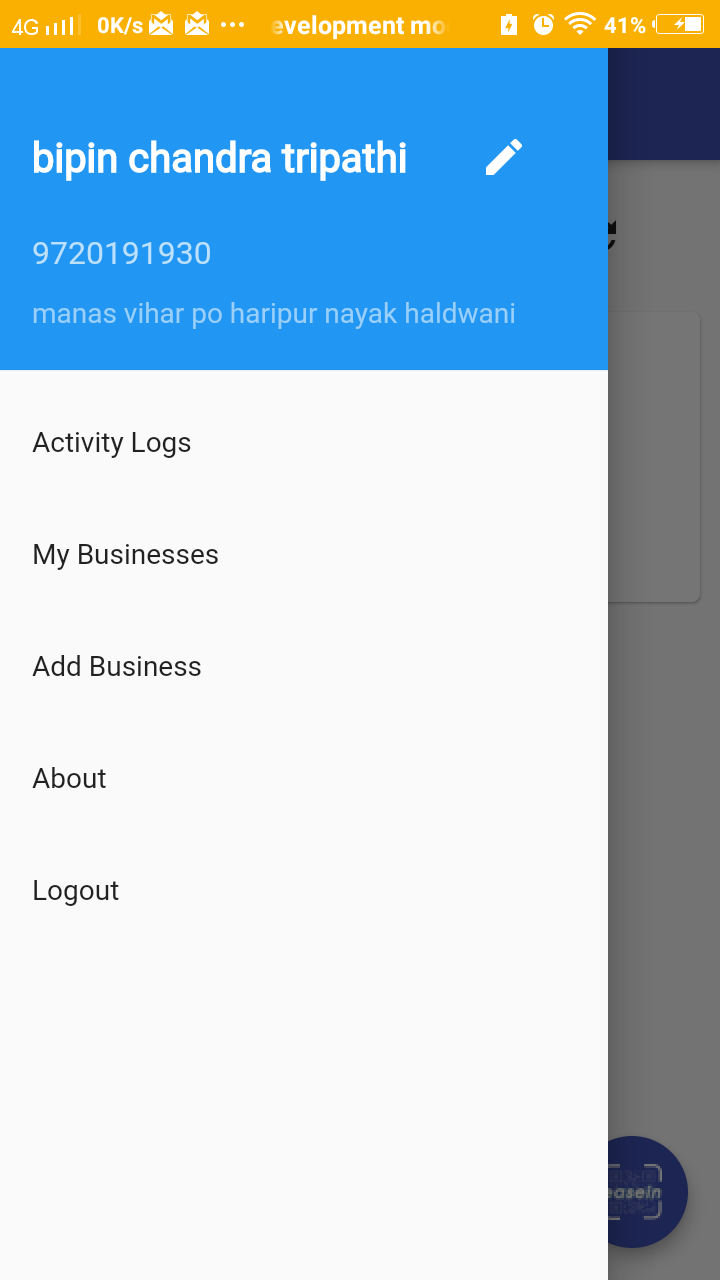 4G 0K/s evelopment mo 41%
bipin chandra tripathi
9720191930
manas vihar po haripur nayak haldwani
Activity Logs
My Businesses
Add Business
About
Logout
easeIn